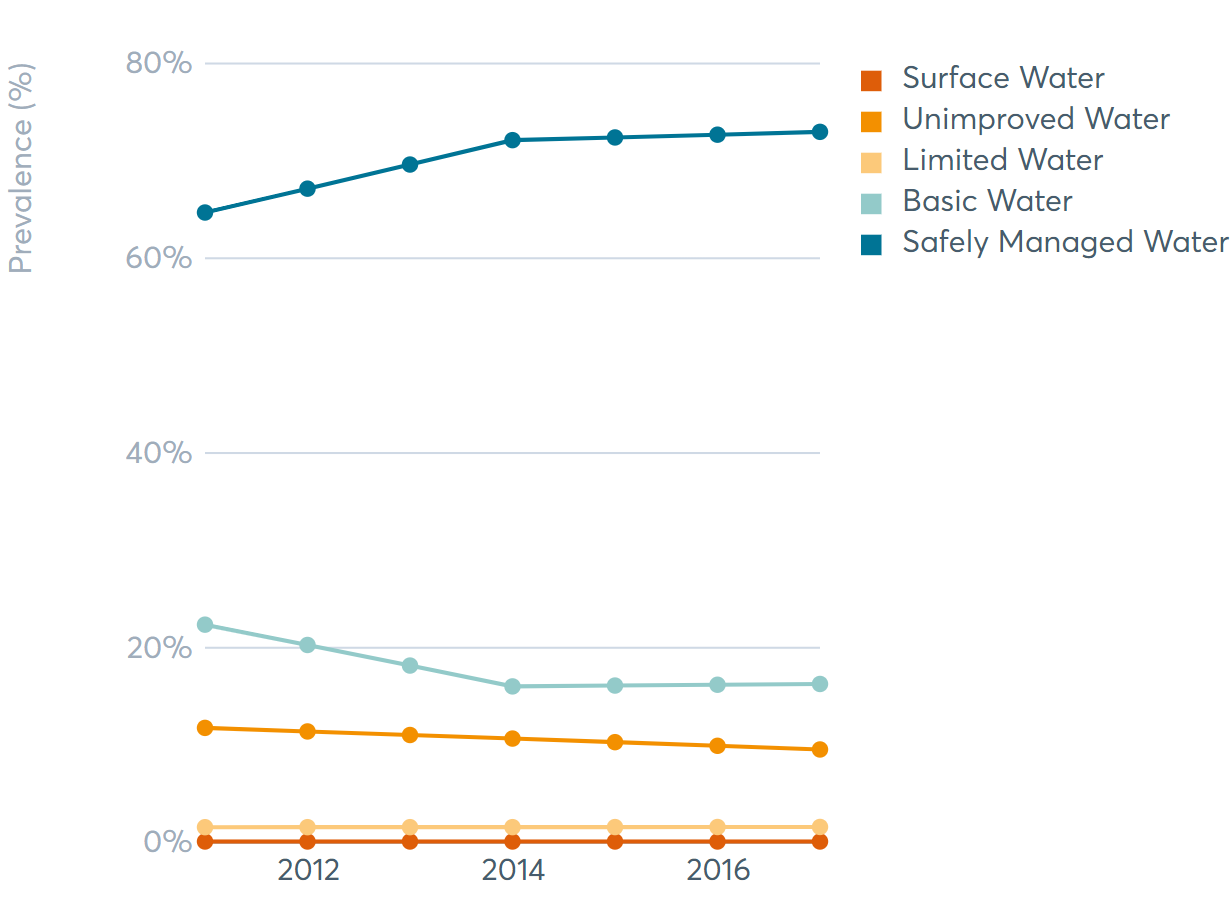 Prevalence (%)
80%
60%
40%
20%
0%
2012
2014
2016
Surface Water
Unimproved Water
Limited Water
Basic Water
Safely Managed Water